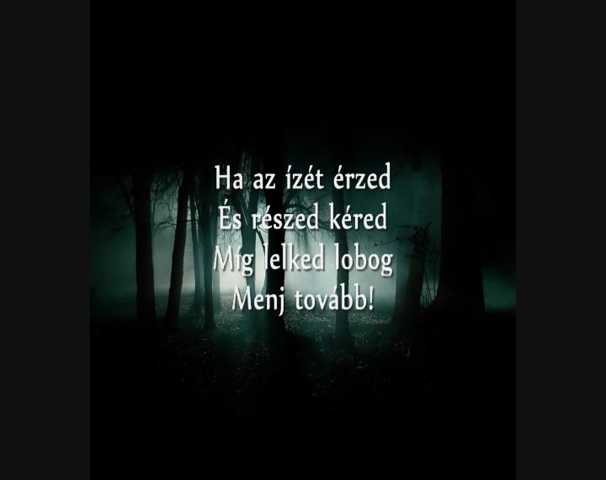 Ha az ízét érzed
És részed kéred
Míg lelked lobog
Menj tovább!